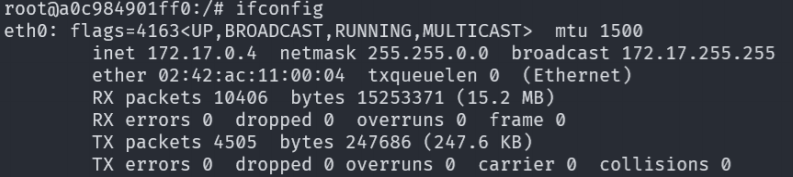 root@a0c984901ff0:/# ifconfig
eth0: flags=4163<UP,BROADCAST,RUNNING,MULTICAST>  mtu 1500
        inet 172.17.0.4  netmask 255.255.0.0  broadcast 172.17.255.255
        ether 02:42:ac:11:00:04  txqueuelen 0  (Ethernet)
        RX packets 10406  bytes 15253371 (15.2 MB)
        RX errors 0  dropped 0  overruns 0  frame 0
        TX packets 4505  bytes 247686 (247.6 KB)
        TX errors 0  dropped 0 overruns 0  carrier 0  collisions 0